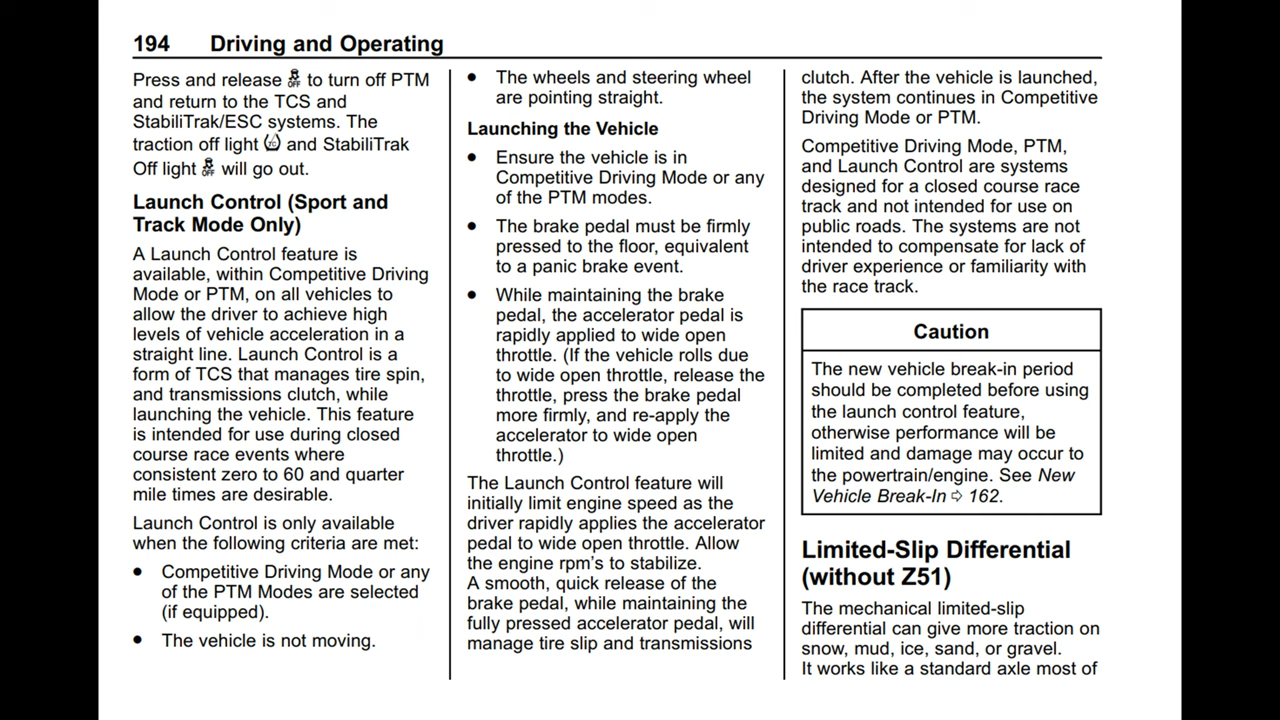 194 Driving and Operating
Press and release to turn off PTM
and return to the TCS and
StabiliTrak/ESC systems. The
traction off light and StabiliTrak
Off light will go out.
Launch Control (Sport and
Track Mode Only)
A Launch Control feature is
available, within Competitive Driving
Mode or PTM, on all vehicles to
allow the driver to achieve high
levels of vehicle acceleration in a
straight line. Launch Control is a
form of TCS that manages tire spin,
and transmissions clutch, while
launching the vehicle. This feature
is intended for use during closed
course race events where
consistent zero to 60 and quarter
mile times are desirable.
Launch Control is only available
when the following criteria are met:
• Competitive Driving Mode or any
of the PTM Modes are selected
(if equipped).
• The vehicle is not moving.
• The wheels and steering wheel
are pointing straight.
Launching the Vehicle
• Ensure the vehicle is in
Competitive Driving Mode or any
of the PTM modes.
• The brake pedal must be firmly
pressed to the floor, equivalent
to a panic brake event.
• While maintaining the brake
pedal, the accelerator pedal is
rapidly applied to wide open
throttle. (If the vehicle rolls due
to wide open throttle, release the
throttle, press the brake pedal
more firmly, and re-apply the
accelerator to wide open
throttle.)
The Launch Control feature will
initially limit engine speed as the
driver rapidly applies the accelerator
pedal to wide open throttle. Allow
the engine rpm's to stabilize.
A smooth, quick release of the
brake pedal, while maintaining the
fully pressed accelerator pedal, will
manage tire slip and transmissions
clutch. After the vehicle is launched,
the system continues in Competitive
Driving Mode or PTM.
Competitive Driving Mode, PTM,
and Launch Control are systems
designed for a closed course race
track and not intended for use on
public roads. The systems are not
intended to compensate for lack of
driver experience or familiarity with
the race track.
Caution
The new vehicle break-in period
should be completed before using
the launch control feature,
otherwise performance will be
limited and damage may occur to
the powertrain/engine. See New
Vehicle Break-In ⇨ 162.
Limited-Slip Differential
(without Z51)
The mechanical limited-slip
differential can give more traction on
snow, mud, ice, sand, or gravel.
It works like a standard axle most of